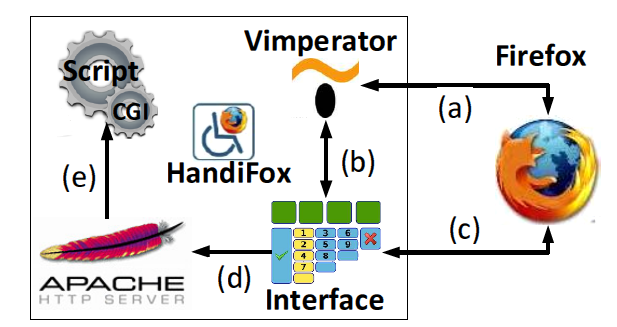 Vimperator
Firefox
Script
CGI
(a)
(b)
HandiFox
(e)
(c)
(d)
1 3 6
2 5 9
4 8
7
APACHE
HTTP SERVER
Interface